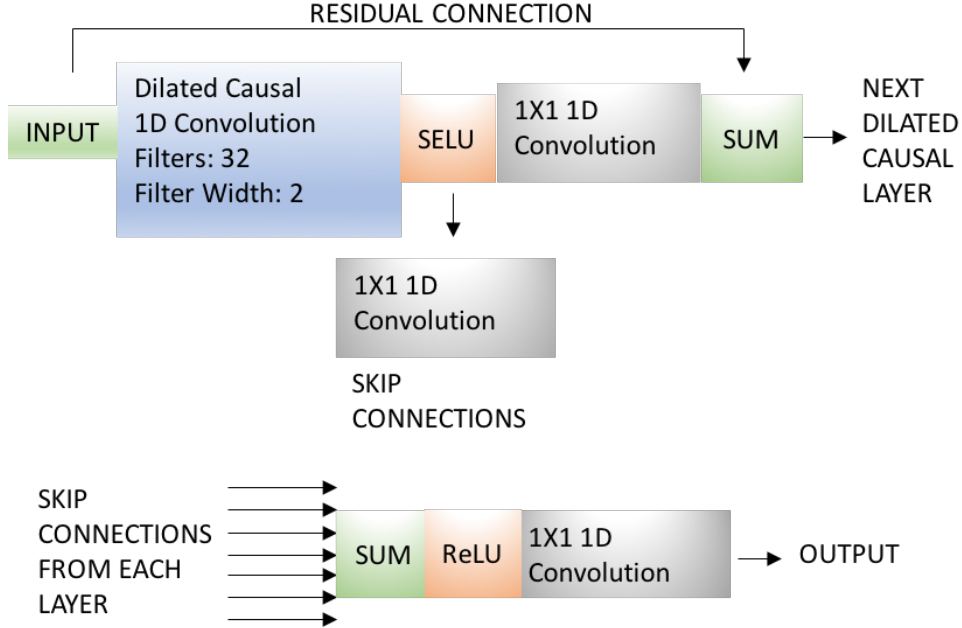 RESIDUAL CONNECTION
INPUT
Dilated Causal
1D Convolution
Filters: 32
Filter Width: 2
SELU
1X1 1D
Convolution
SUM
NEXT
DILATED
CAUSAL
LAYER
1X1 1D
Convolution
SKIP
CONNECTIONS
SKIP
CONNECTIONS
FROM EACH
LAYER
SUM
ReLU
1X1 1D
Convolution
OUTPUT